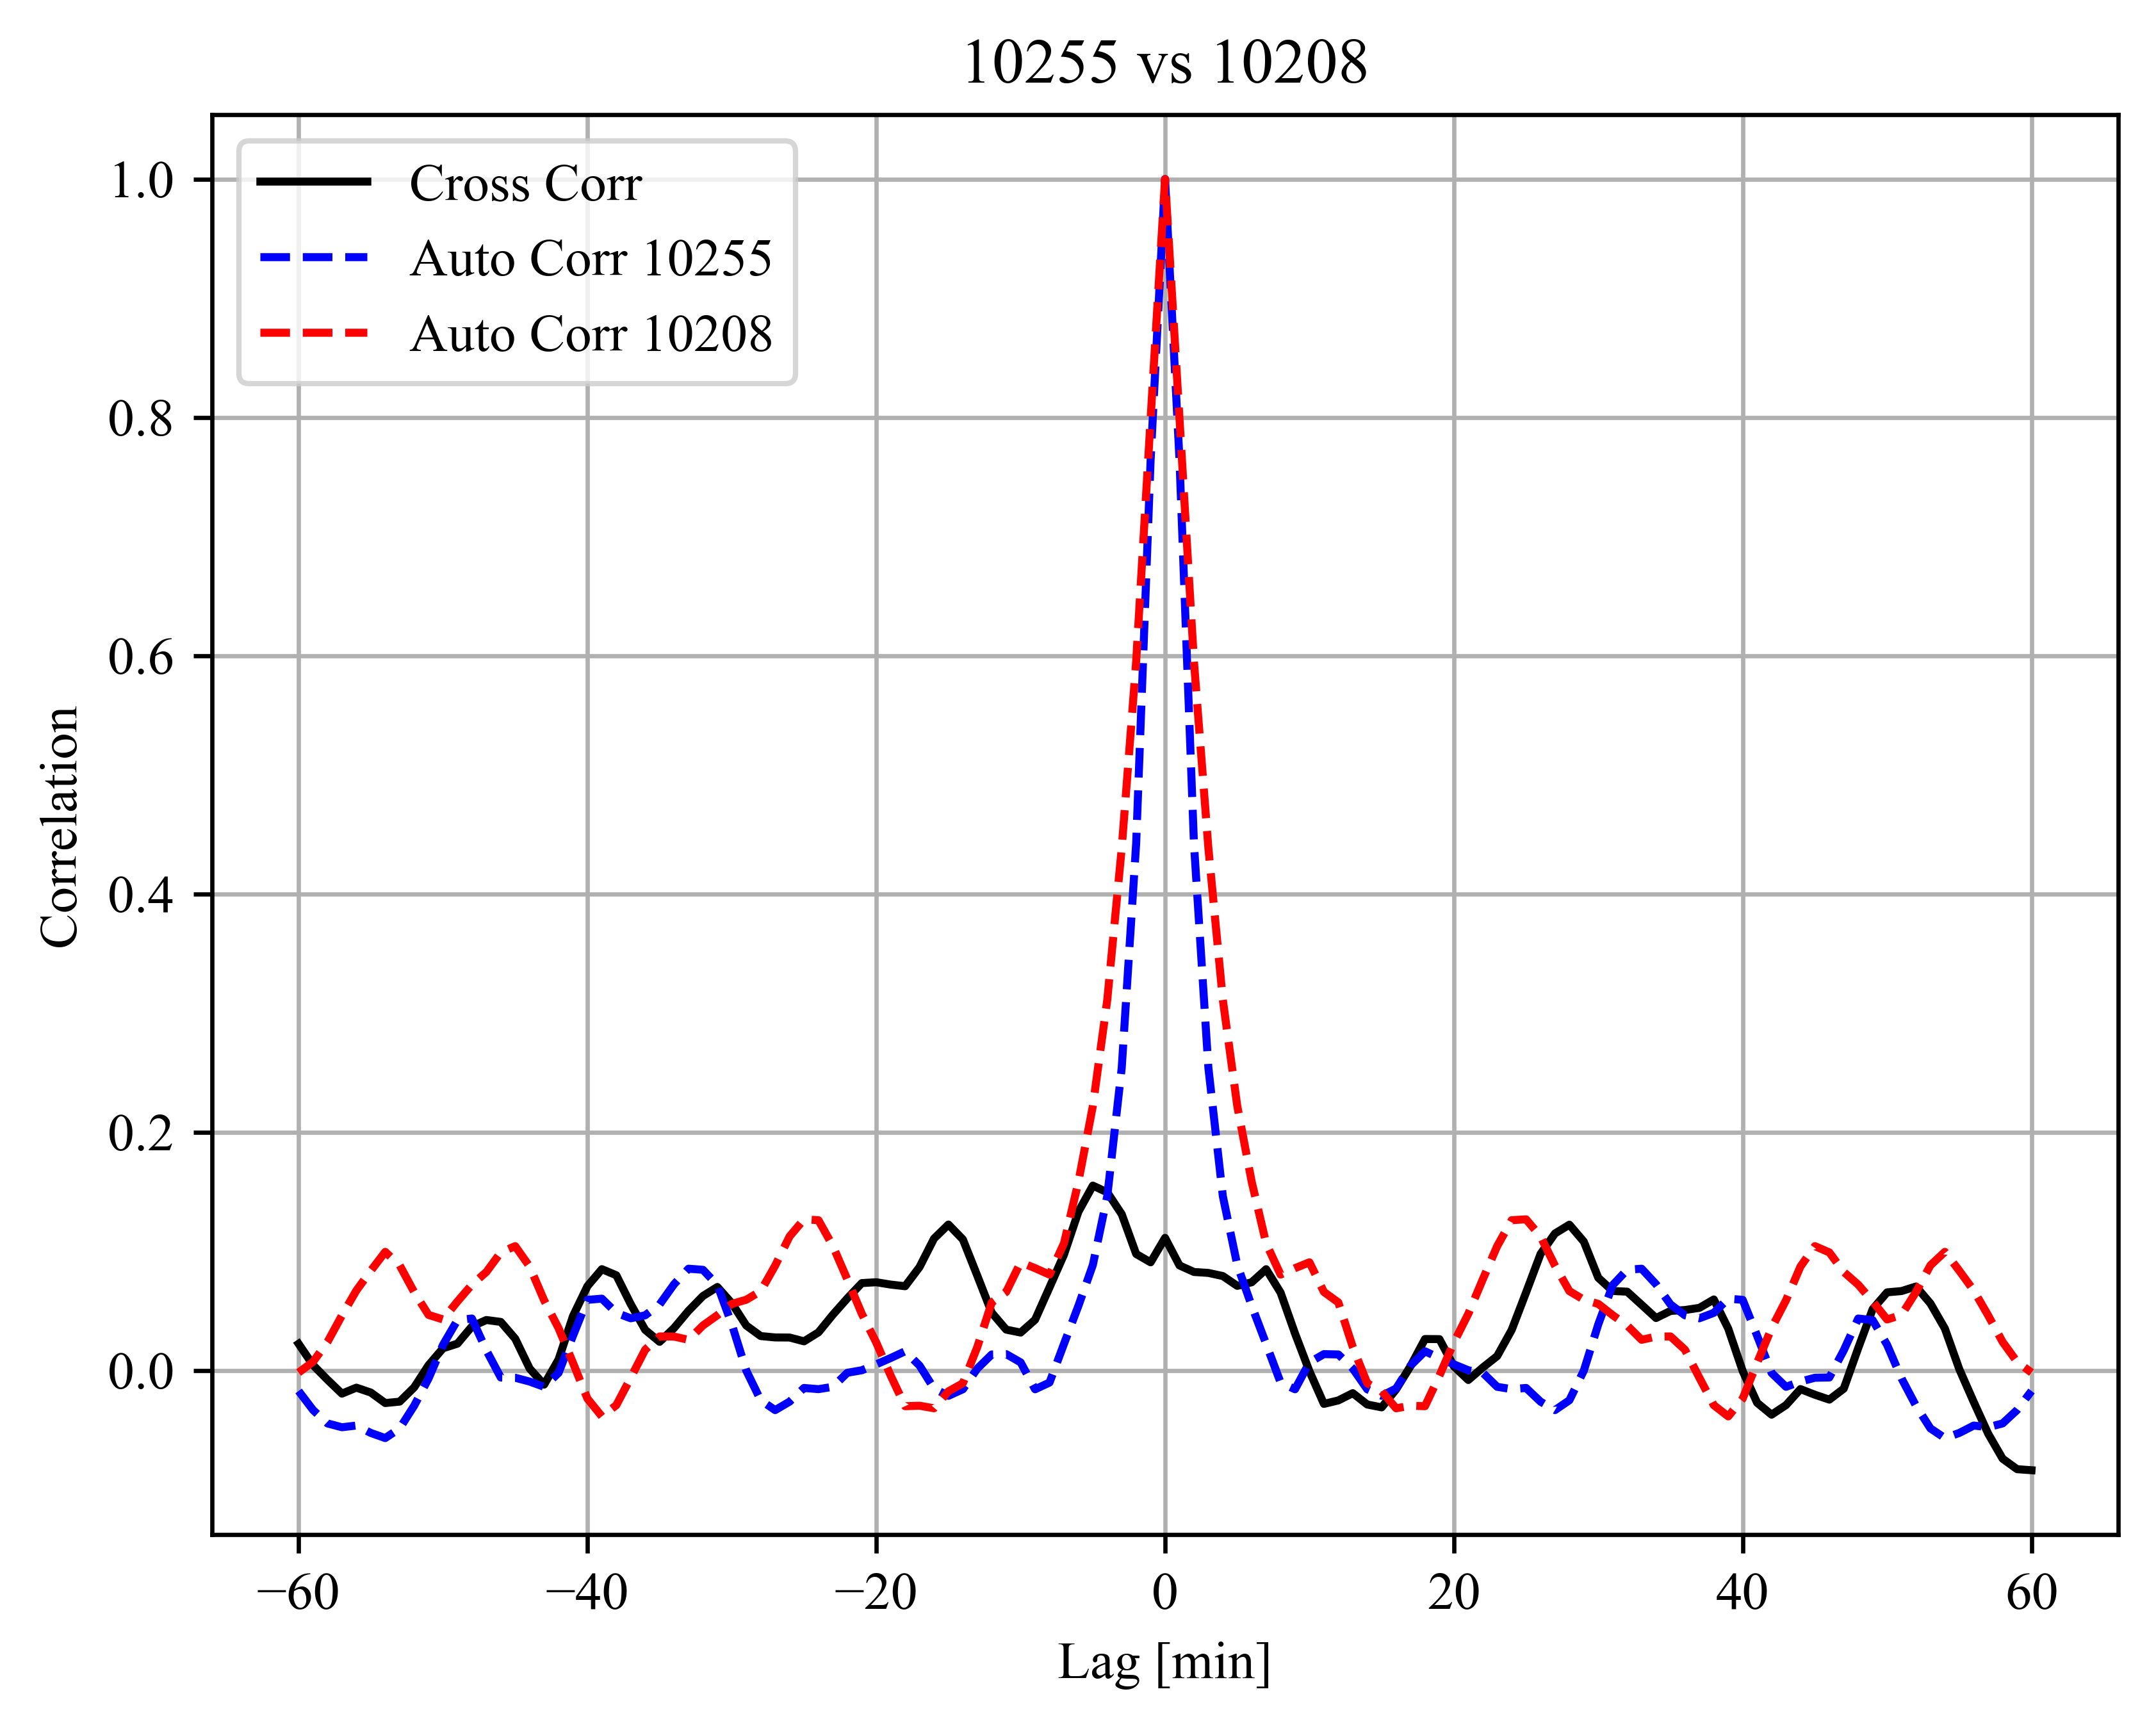 10255 vs 10208
Cross Corr
Auto Corr 10255
Auto Corr 10208
1.0
0.8
0.6
0.4
0.2
0.0
Correlation
−60
−40
−20
0
20
40
60
Lag [min]